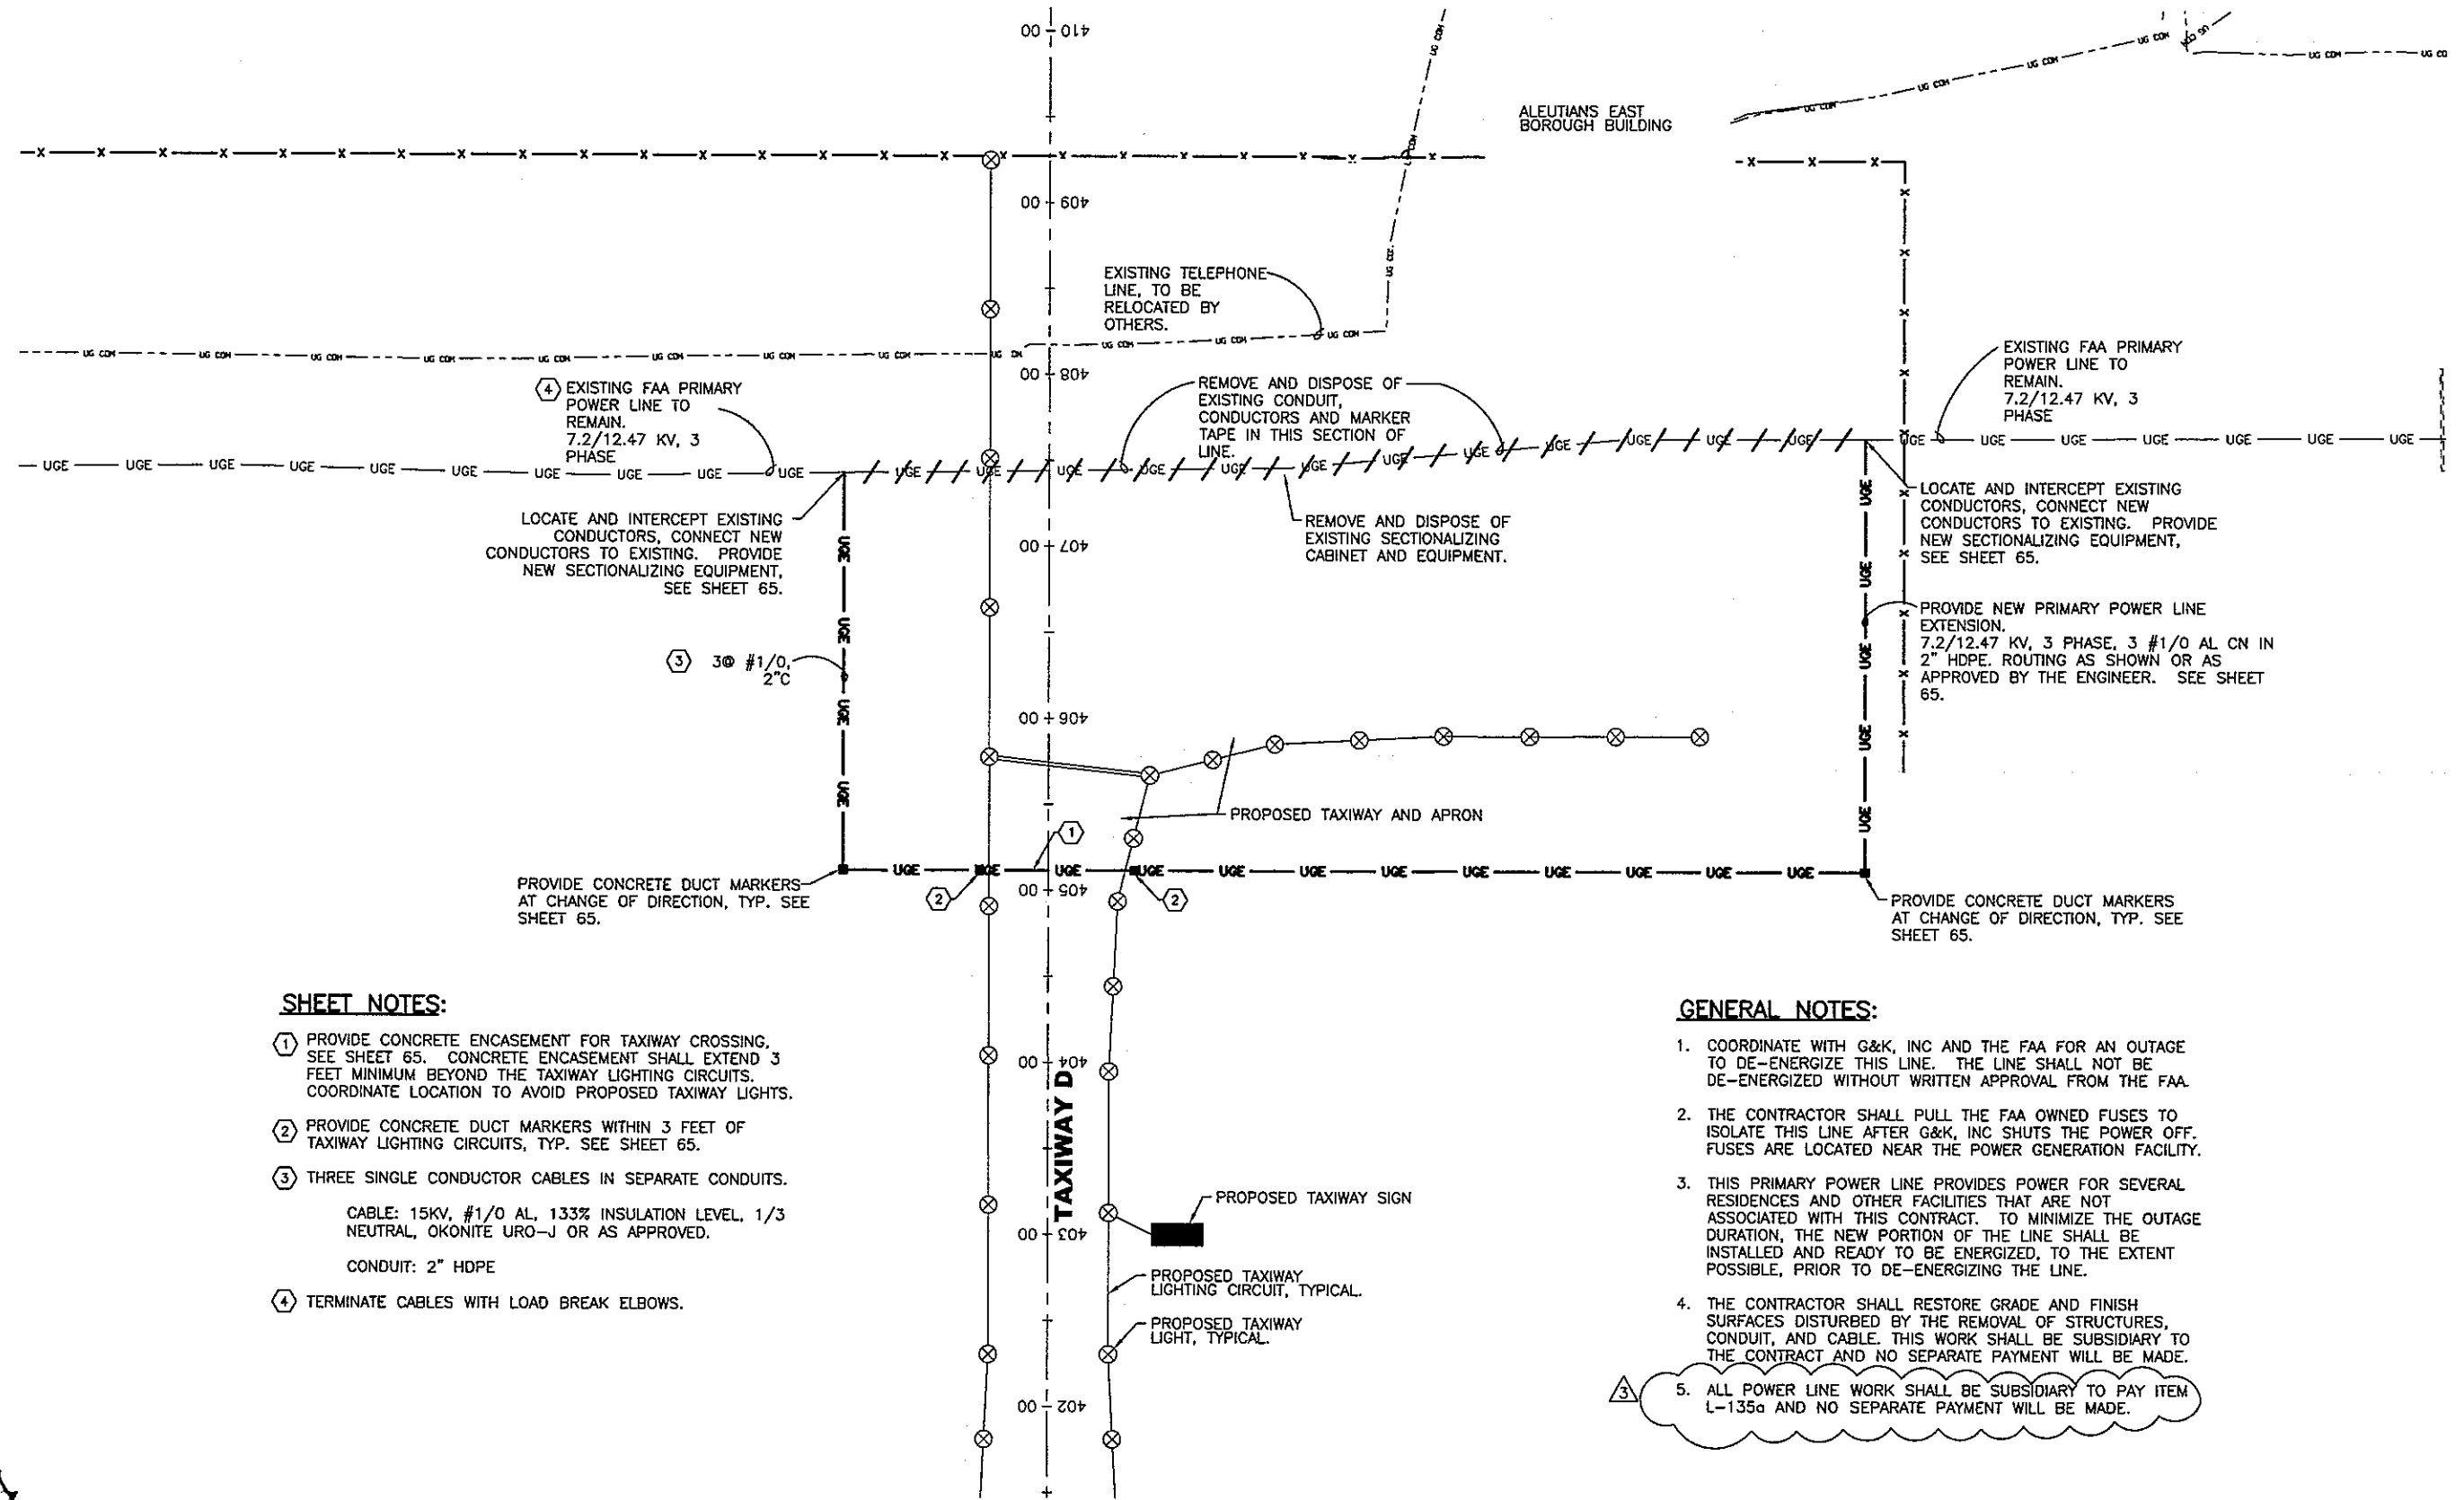 410+00
ALEUTIANS EAST
BOROUGH BUILDING
409+00
EXISTING TELEPHONE
LINE, TO BE
RELOCATED BY
OTHERS.
UG COM
408+00
4 EXISTING FAA PRIMARY
POWER LINE TO
REMAIN.
7.2/12.47 KV, 3
PHASE
REMOVE AND DISPOSE OF
EXISTING CONDUIT,
CONDUCTORS AND MARKER
TAPE IN THIS SECTION OF
LINE.
EXISTING FAA PRIMARY
POWER LINE TO
REMAIN.
7.2/12.47 KV, 3
PHASE
UGE
LOCATE AND INTERCEPT EXISTING
CONDUCTORS, CONNECT NEW
CONDUCTORS TO EXISTING. PROVIDE
NEW SECTIONALIZING EQUIPMENT,
SEE SHEET 65.
407+00
REMOVE AND DISPOSE OF
EXISTING SECTIONALIZING
CABINET AND EQUIPMENT.
LOCATE AND INTERCEPT EXISTING
CONDUCTORS, CONNECT NEW
CONDUCTORS TO EXISTING. PROVIDE
NEW SECTIONALIZING EQUIPMENT,
SEE SHEET 65.
3 3@ #1/0,
2"C
PROVIDE NEW PRIMARY POWER LINE
EXTENSION.
7.2/12.47 KV, 3 PHASE, 3 #1/0 AL CN IN
2" HDPE. ROUTING AS SHOWN OR AS
APPROVED BY THE ENGINEER. SEE SHEET
65.
406+00
PROPOSED TAXIWAY AND APRON
1
2
2
405+00
PROVIDE CONCRETE DUCT MARKERS
AT CHANGE OF DIRECTION, TYP. SEE
SHEET 65.
PROVIDE CONCRETE DUCT MARKERS
AT CHANGE OF DIRECTION, TYP. SEE
SHEET 65.
404+00
TAXIWAY D
403+00
PROPOSED TAXIWAY SIGN
PROPOSED TAXIWAY
LIGHTING CIRCUIT, TYPICAL.
PROPOSED TAXIWAY
LIGHT, TYPICAL.
402+00
SHEET NOTES:
1 PROVIDE CONCRETE ENCASEMENT FOR TAXIWAY CROSSING,
SEE SHEET 65. CONCRETE ENCASEMENT SHALL EXTEND 3
FEET MINIMUM BEYOND THE TAXIWAY LIGHTING CIRCUITS.
COORDINATE LOCATION TO AVOID PROPOSED TAXIWAY LIGHTS.
2 PROVIDE CONCRETE DUCT MARKERS WITHIN 3 FEET OF
TAXIWAY LIGHTING CIRCUITS, TYP. SEE SHEET 65.
3 THREE SINGLE CONDUCTOR CABLES IN SEPARATE CONDUITS.
CABLE: 15KV, #1/0 AL, 133% INSULATION LEVEL, 1/3
NEUTRAL, OKONITE URO-J OR AS APPROVED.
CONDUIT: 2" HDPE
4 TERMINATE CABLES WITH LOAD BREAK ELBOWS.
GENERAL NOTES:
1. COORDINATE WITH G&K, INC AND THE FAA FOR AN OUTAGE
TO DE-ENERGIZE THIS LINE. THE LINE SHALL NOT BE
DE-ENERGIZED WITHOUT WRITTEN APPROVAL FROM THE FAA.
2. THE CONTRACTOR SHALL PULL THE FAA OWNED FUSES TO
ISOLATE THIS LINE AFTER G&K, INC SHUTS THE POWER OFF.
FUSES ARE LOCATED NEAR THE POWER GENERATION FACILITY.
3. THIS PRIMARY POWER LINE PROVIDES POWER FOR SEVERAL
RESIDENCES AND OTHER FACILITIES THAT ARE NOT
ASSOCIATED WITH THIS CONTRACT. TO MINIMIZE THE OUTAGE
DURATION, THE NEW PORTION OF THE LINE SHALL BE
INSTALLED AND READY TO BE ENERGIZED, TO THE EXTENT
POSSIBLE, PRIOR TO DE-ENERGIZING THE LINE.
4. THE CONTRACTOR SHALL RESTORE GRADE AND FINISH
SURFACES DISTURBED BY THE REMOVAL OF STRUCTURES,
CONDUIT, AND CABLE. THIS WORK SHALL BE SUBSIDIARY TO
THE CONTRACT AND NO SEPARATE PAYMENT WILL BE MADE.
3
5. ALL POWER LINE WORK SHALL BE SUBSIDIARY TO PAY ITEM
L-135a AND NO SEPARATE PAYMENT WILL BE MADE.